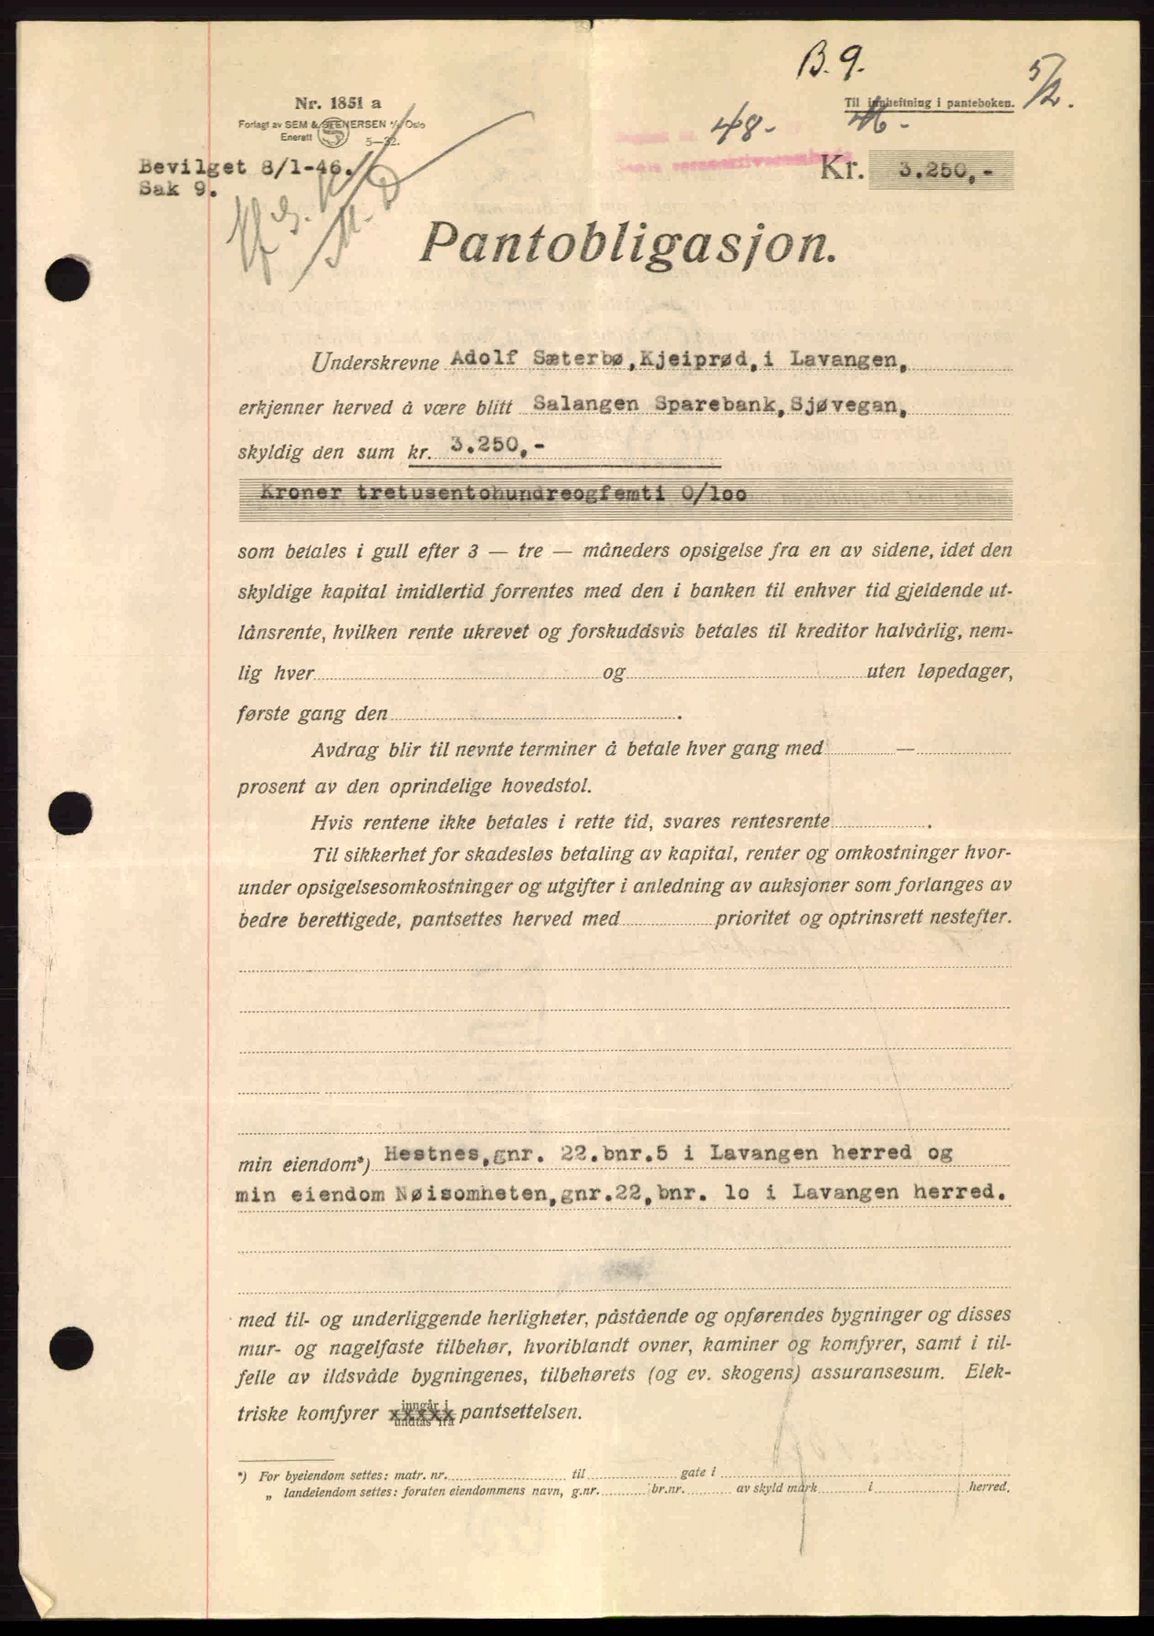 B. 9.
5/2.
Nr. 1851 a
Til innheftning i panteboken.
Forlagt av SEM & STENERSEN A/S Oslo
Enerett
5—32.
48-
Bevilget 8/1-46.
Sak 9.
Kr. 3.250,-
Pantobligasjon.
Underskrevne Adolf Sæterbø, Kjeiprød, i Lavangen,
erkjenner herved å være blitt Salangen Sparebank, Sjøvegan,
skyldig den sum kr. 3.250,-
Kroner tretusentohundreogfemti 0/100
som betales i gull efter 3 — tre — måneders opsigelse fra en av sidene, idet den
skyldige kapital imidlertid forrentes med den i banken til enhver tid gjeldende ut-
lånsrente, hvilken rente ukrevet og forskuddsvis betales til kreditor halvårlig, nem-
lig hver og uten løpedager,
første gang den .
Avdrag blir til nevnte terminer å betale hver gang med —
prosent av den oprindelige hovedstol.
Hvis rentene ikke betales i rette tid, svares rentesrente .
Til sikkerhet for skadesløs betaling av kapital, renter og omkostninger hvor-
under opsigelsesomkostninger og utgifter i anledning av auksjoner som forlanges av
bedre berettigede, pantsettes herved med prioritet og optrinsrett nestefter.
min eiendom*) Hestnes, gnr. 22. bnr. 5 i Lavangen herred og
min eiendom Nøisomheten, gnr. 22, bnr. 1o i Lavangen herred.
med til- og underliggende herligheter, påstående og opførendes bygninger og disses
mur- og nagelfaste tilbehør, hvoriblandt ovner, kaminer og komfyrer, samt i til-
felle av ildsvåde bygningenes, tilbehørets (og ev. skogens) assuransesum. Elek-
triske komfyrer inngår i xxxxx undtas fra pantsettelsen.
*) For byeiendom settes: matr. nr. til gate i
„ landeiendom settes: foruten eiendommens navn, g.nr. br.nr. av skyld mark i herred.